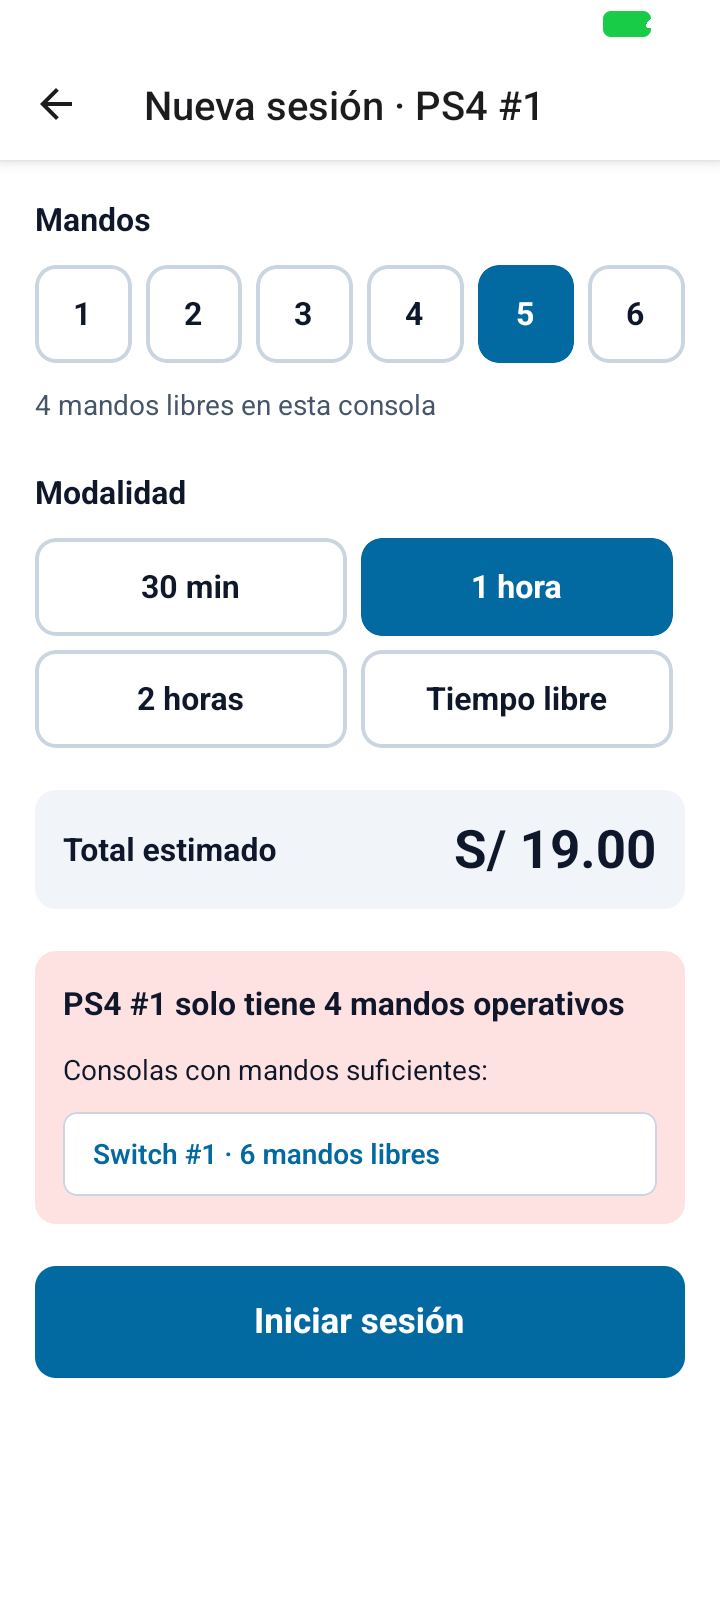 Nueva sesión · PS4 #1
Mandos
1 2 3 4 5 6
4 mandos libres en esta consola
Modalidad
30 min 1 hora
2 horas Tiempo libre
Total estimado S/ 19.00
PS4 #1 solo tiene 4 mandos operativos
Consolas con mandos suficientes:
Switch #1 · 6 mandos libres
Iniciar sesión